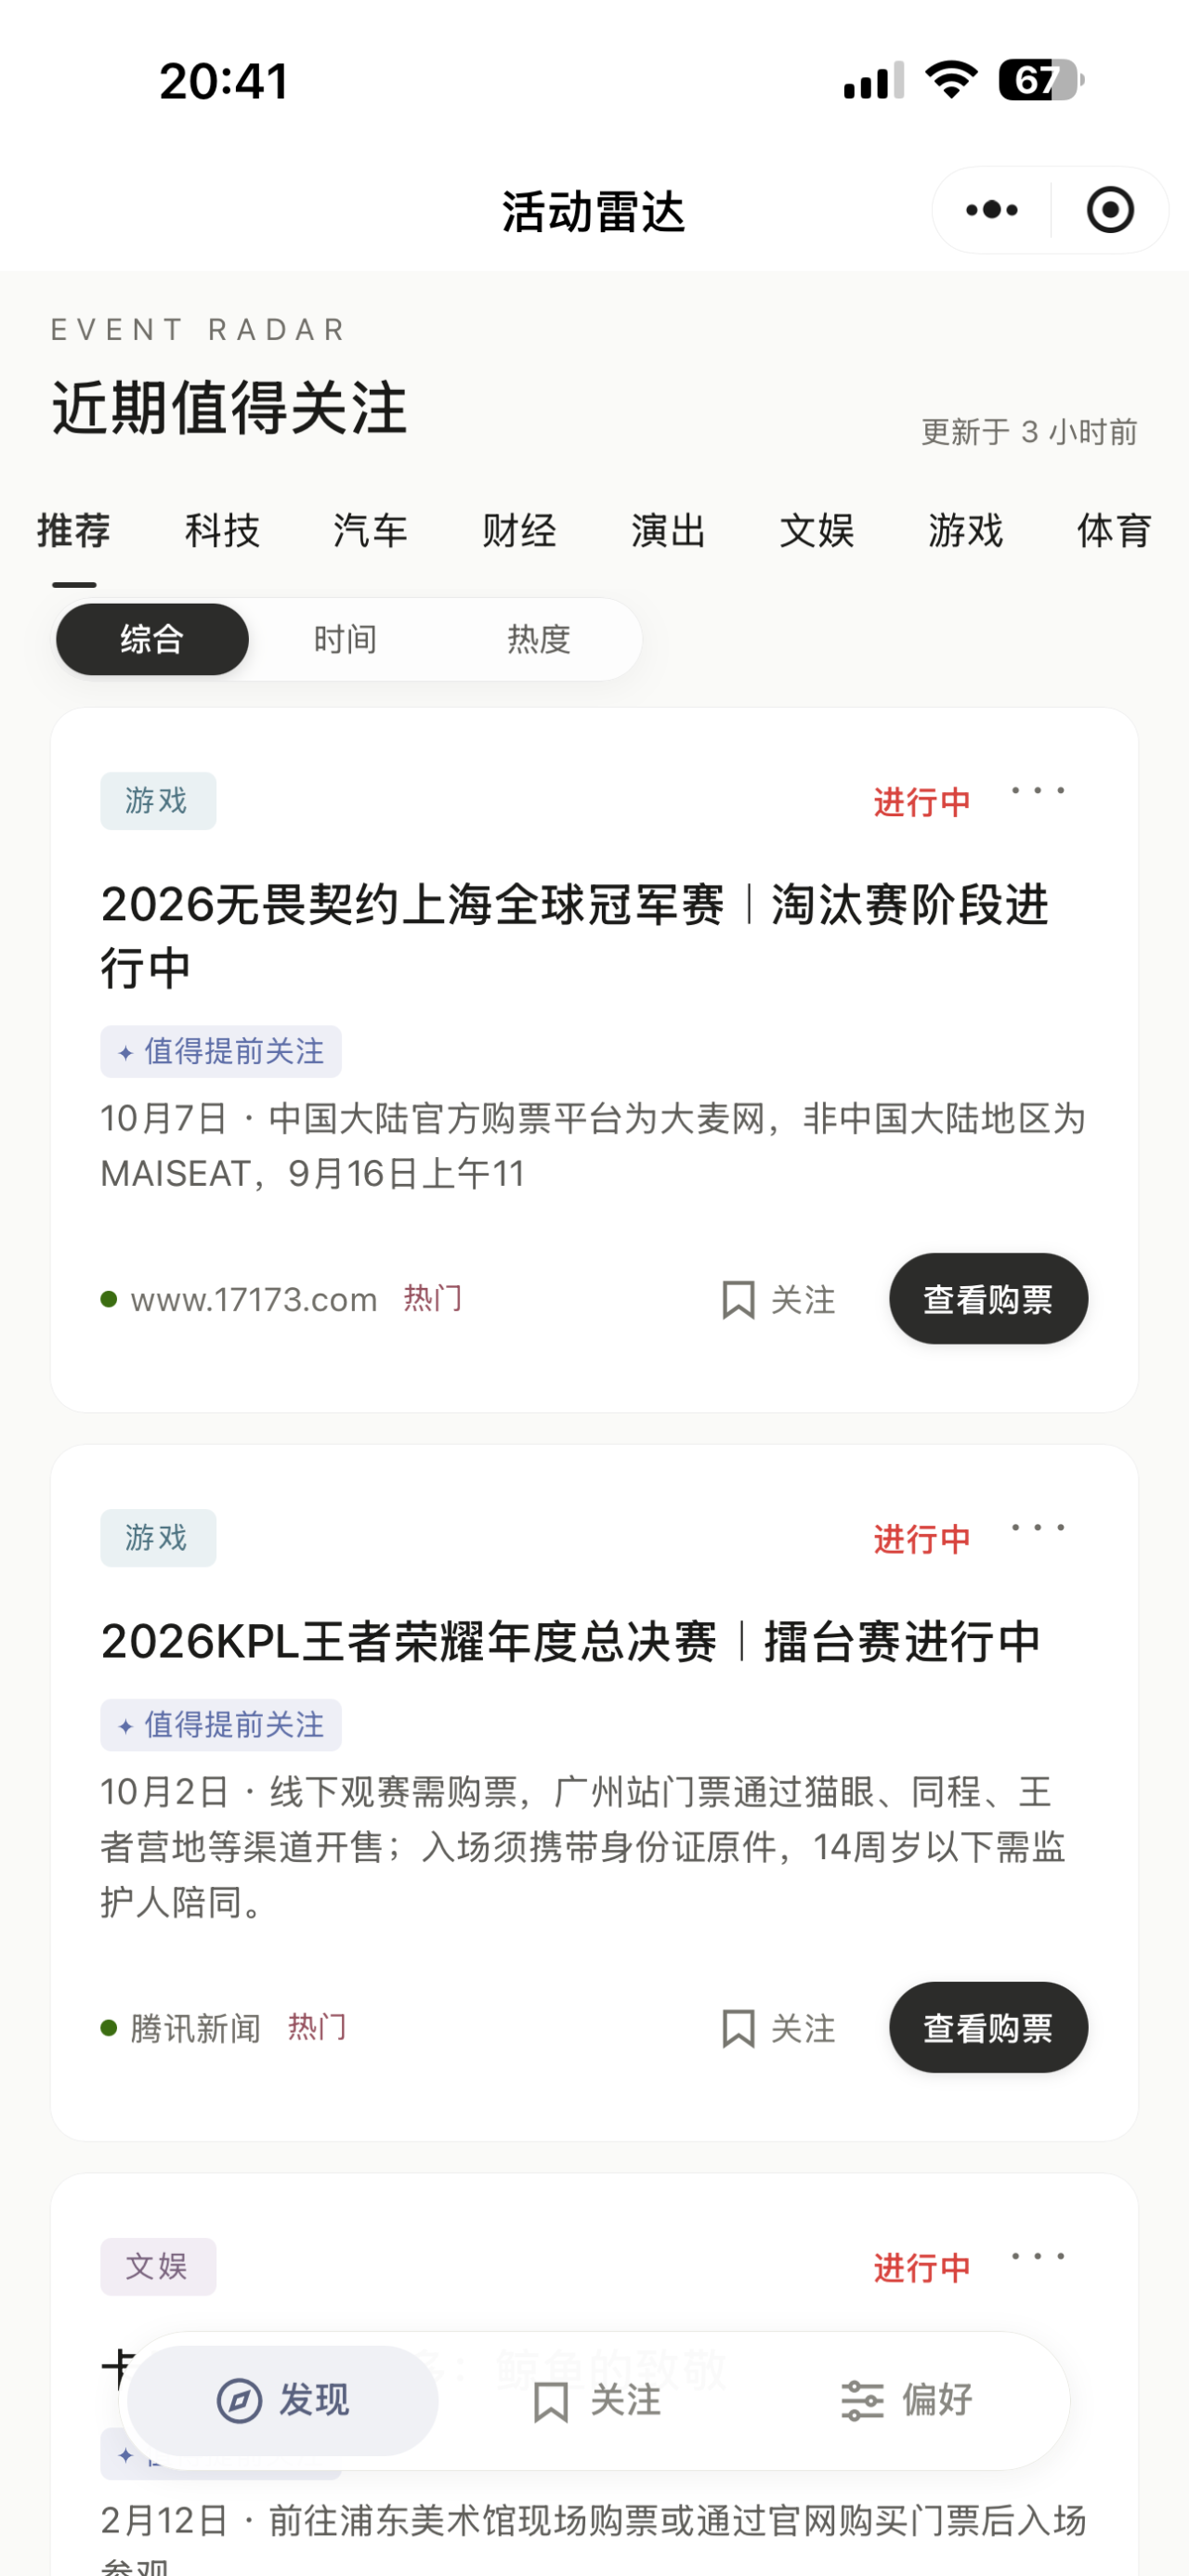 20:41
67
活动雷达
EVENT RADAR
近期值得关注
更新于 3 小时前
推荐 科技 汽车 财经 演出 文娱 游戏 体育
综合 时间 热度
游戏 进行中
2026无畏契约上海全球冠军赛｜淘汰赛阶段进
行中
值得提前关注
10月7日 · 中国大陆官方购票平台为大麦网，非中国大陆地区为
MAISEAT，9月16日上午11
www.17173.com 热门 关注 查看购票
游戏 进行中
2026KPL王者荣耀年度总决赛｜擂台赛进行中
值得提前关注
10月2日 · 线下观赛需购票，广州站门票通过猫眼、同程、王
者营地等渠道开售；入场须携带身份证原件，14周岁以下需监
护人陪同。
腾讯新闻 热门 关注 查看购票
文娱 进行中
卡 ：鲸鱼的致敬
发现 关注 偏好
2月12日 · 前往浦东美术馆现场购票或通过官网购买门票后入场
参观